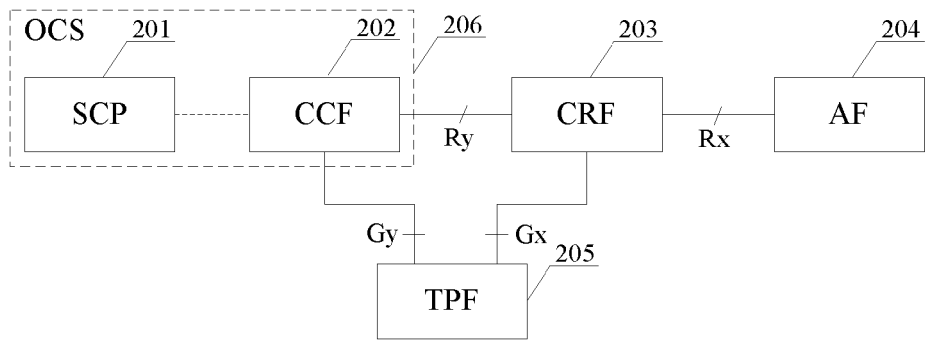 OCS 201 202 206 203 204
SCP CCF CRF AF
Ry Rx
Gy Gx
205
TPF